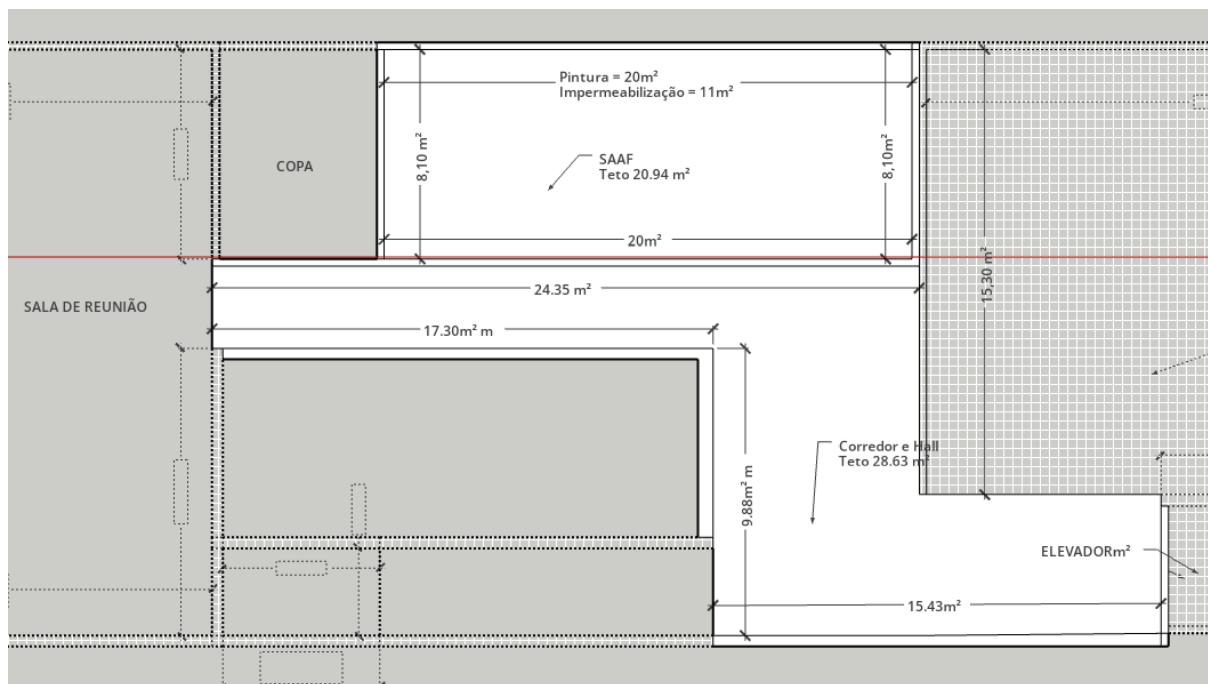 Pintura = 20m²
Impermeabilização = 11m²
8,10 m²
8,10m²
COPA
SAAF
Teto 20.94 m²
20m²
15,30 m²
24.35 m²
SALA DE REUNIÃO
17.30m² m
Corredor e Hall
Teto 28.63 m²
9.88m² m
ELEVADORm²
15.43m²